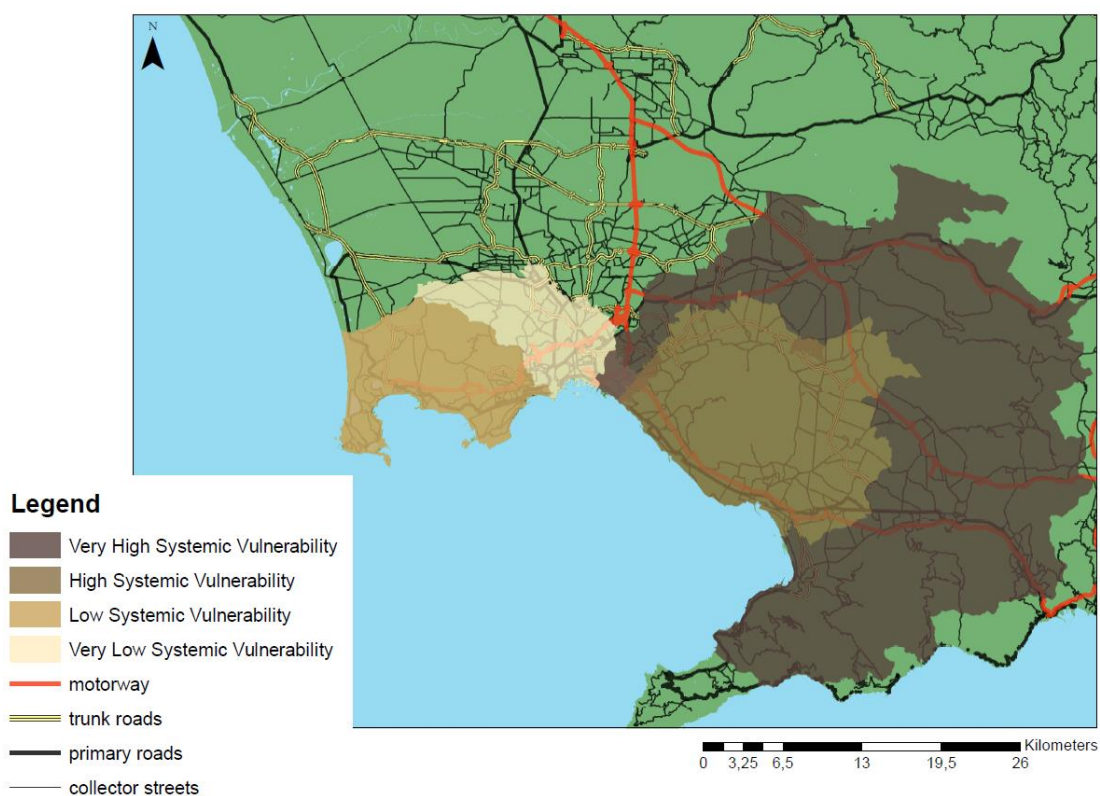 N
Legend
Very High Systemic Vulnerability
High Systemic Vulnerability
Low Systemic Vulnerability
Very Low Systemic Vulnerability
motorway
trunk roads
primary roads
collector streets
Kilometers
0 3,25 6,5 13 19,5 26